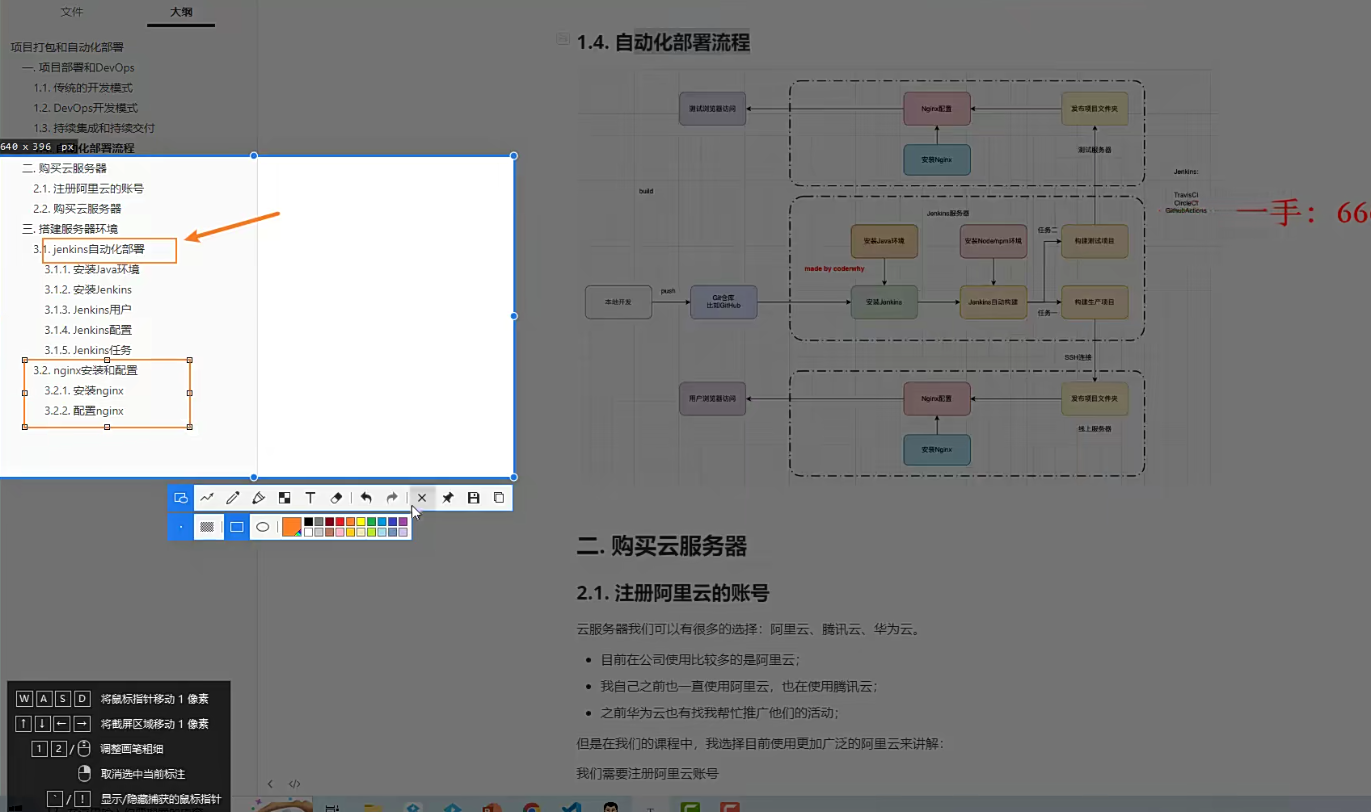 文件 大纲
项目打包和自动化部署
一. 项目部署和DevOps
1.1. 传统的开发模式
1.2. DevOps开发模式
1.3. 持续集成和持续交付
640 x 396 px
自动化部署流程
二. 购买云服务器
2.1. 注册阿里云的账号
2.2. 购买云服务器
三. 搭建服务器环境
3.1. jenkins自动化部署
3.1.1. 安装Java环境
3.1.2. 安装Jenkins
3.1.3. Jenkins用户
3.1.4. Jenkins配置
3.1.5. Jenkins任务
3.2. nginx安装和配置
3.2.1. 安装nginx
3.2.2. 配置nginx
T
W A S D 将鼠标指针移动 1 像素
↑ ↓ ← → 将截屏区域移动 1 像素
1 2 / 调整画笔粗细
取消选中当前标注
` / ! 显示/隐藏捕获的鼠标指针
1.4. 自动化部署流程
测试浏览器访问
Nginx配置
发布项目文件夹
安装Nginx
测试服务器
build
Jenkins:
TravisCI
CircleCI
GithubActions
一手：66
Jenkins服务器
安装Java环境
安装Node/npm环境
任务二
构建测试项目
made by coderwhy
本地开发
push
Git仓库
比如GitHub
安装Jenkins
Jenkins自动构建
任务一
构建生产项目
SSH连接
用户浏览器访问
Nginx配置
发布项目文件夹
安装Nginx
线上服务器
二. 购买云服务器
2.1. 注册阿里云的账号
云服务器我们可以有很多的选择：阿里云、腾讯云、华为云。
• 目前在公司使用比较多的是阿里云；
• 我自己之前也一直使用阿里云，也在使用腾讯云；
• 之前华为云也有找我帮忙推广他们的活动；
但是在我们的课程中，我选择目前使用更加广泛的阿里云来讲解：
我们需要注册阿里云账号